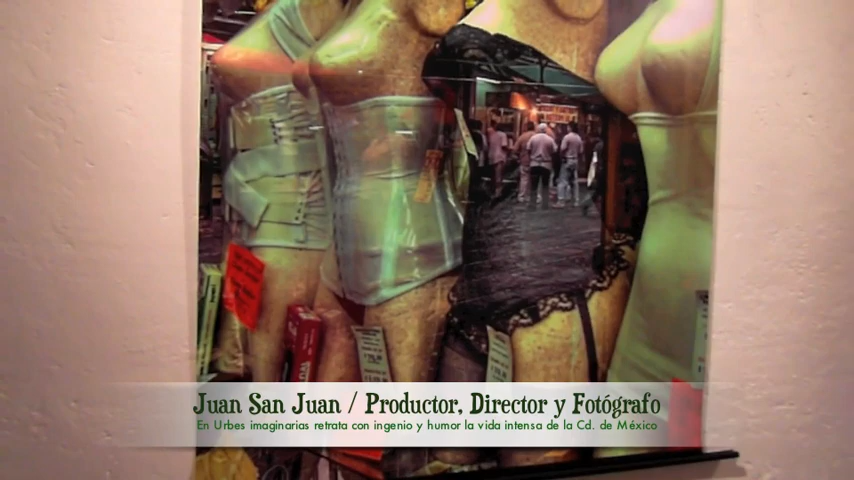 Juan San Juan / Productor, Director y Fotógrafo
En Urbes imaginarias retrata con ingenio y humor la vida intensa de la Cd. de México